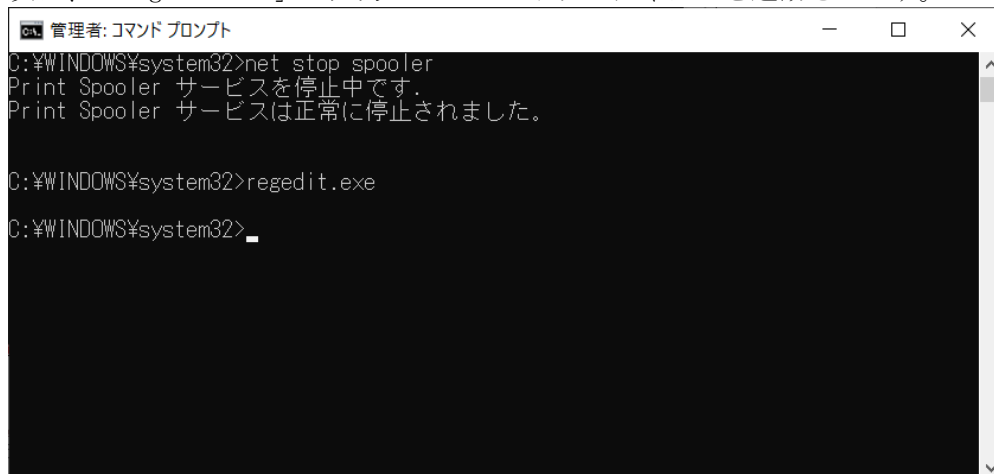 管理者: コマンド プロンプト
C:¥WINDOWS¥system32>net stop spooler
Print Spooler サービスを停止中です.
Print Spooler サービスは正常に停止されました。
C:¥WINDOWS¥system32>regedit.exe
C:¥WINDOWS¥system32>